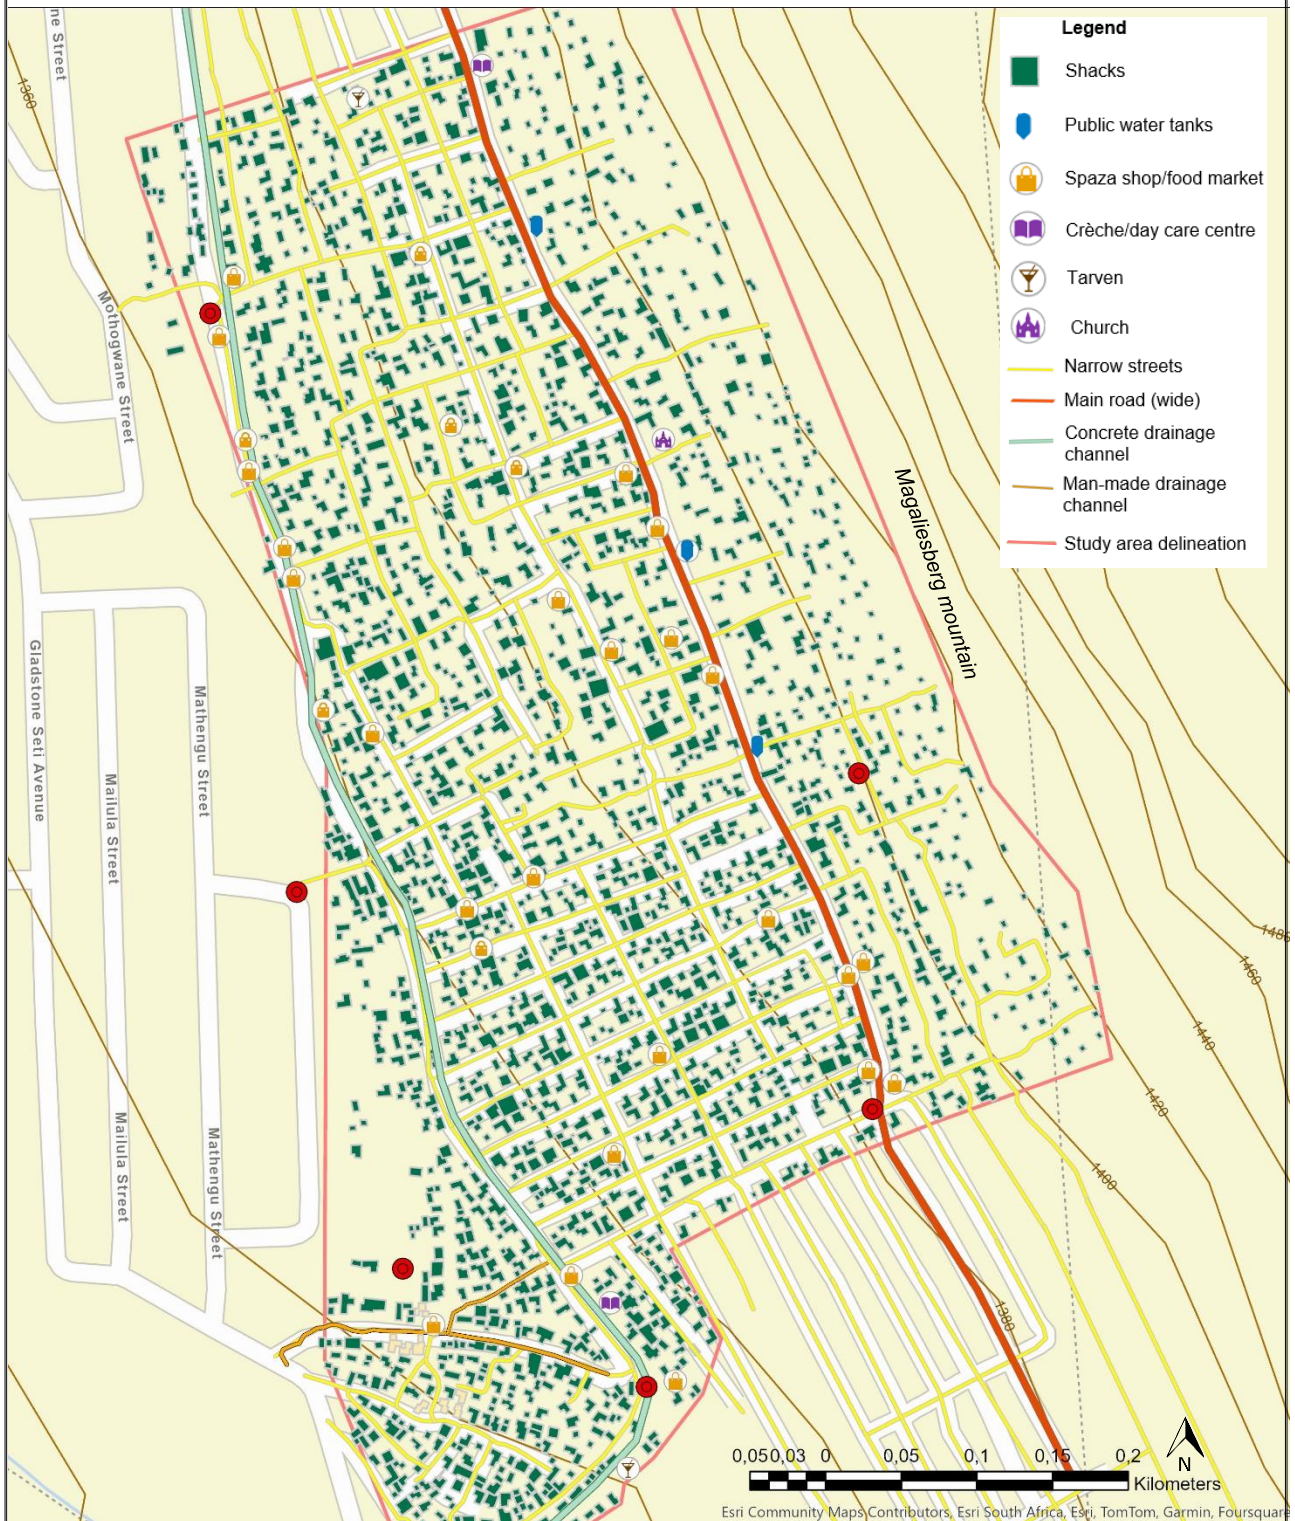 Legend
Shacks
Public water tanks
Spaza shop/food market
Crèche/day care centre
Tarven
Church
Narrow streets
Main road (wide)
Concrete drainage
channel
Man-made drainage
channel
Study area delineation
ne Street
1360
Mothogwane Street
Magaliesberg mountain
Gladstone Seti Avenue
Mathengu Street
Mailula Street
1460
1440
1420
1400
Mailula Street
Mathengu Street
1380
N
0,05 0,03 0 0,05 0,1 0,15 0,2
Kilometers
Esri Community Maps Contributors, Esri South Africa, Esri, TomTom, Garmin, Foursquare